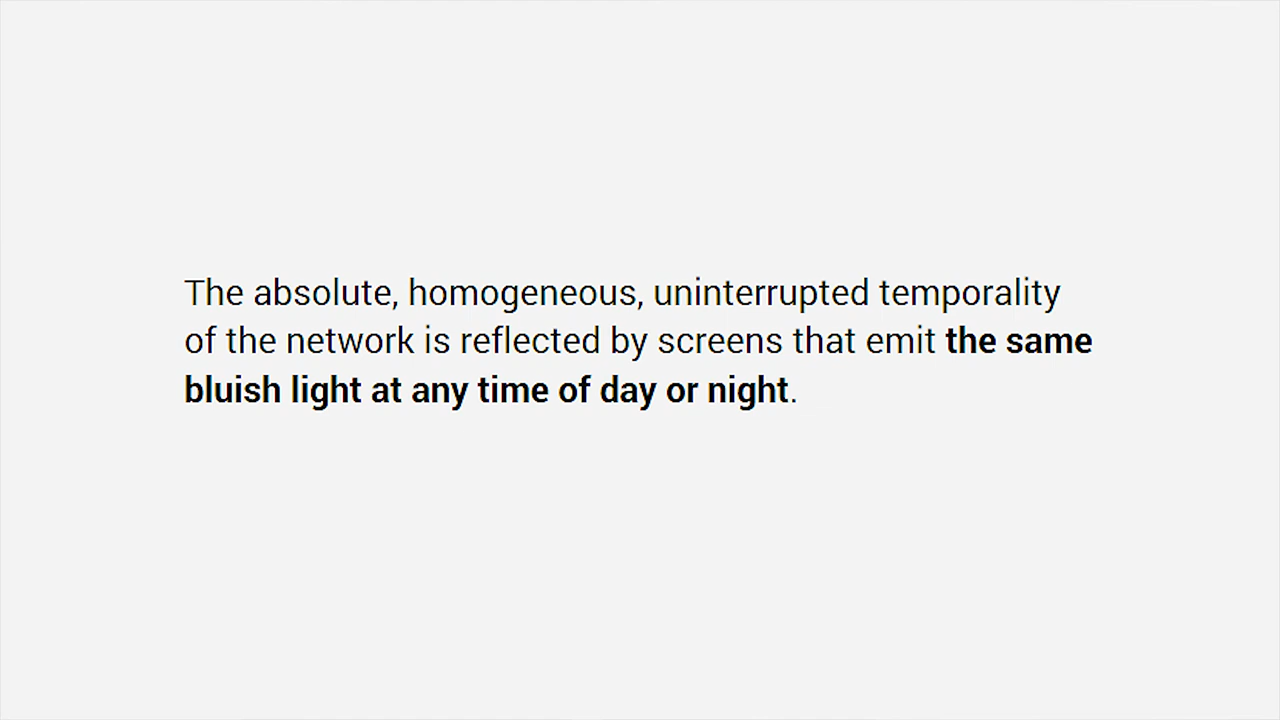 The absolute, homogeneous, uninterrupted temporality
of the network is reflected by screens that emit the same
bluish light at any time of day or night.